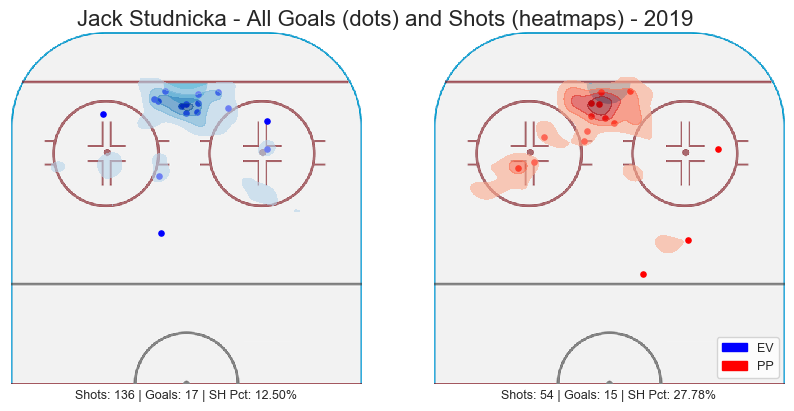 Jack Studnicka - All Goals (dots) and Shots (heatmaps) - 2019
EV
PP
Shots: 136 | Goals: 17 | SH Pct: 12.50%
Shots: 54 | Goals: 15 | SH Pct: 27.78%